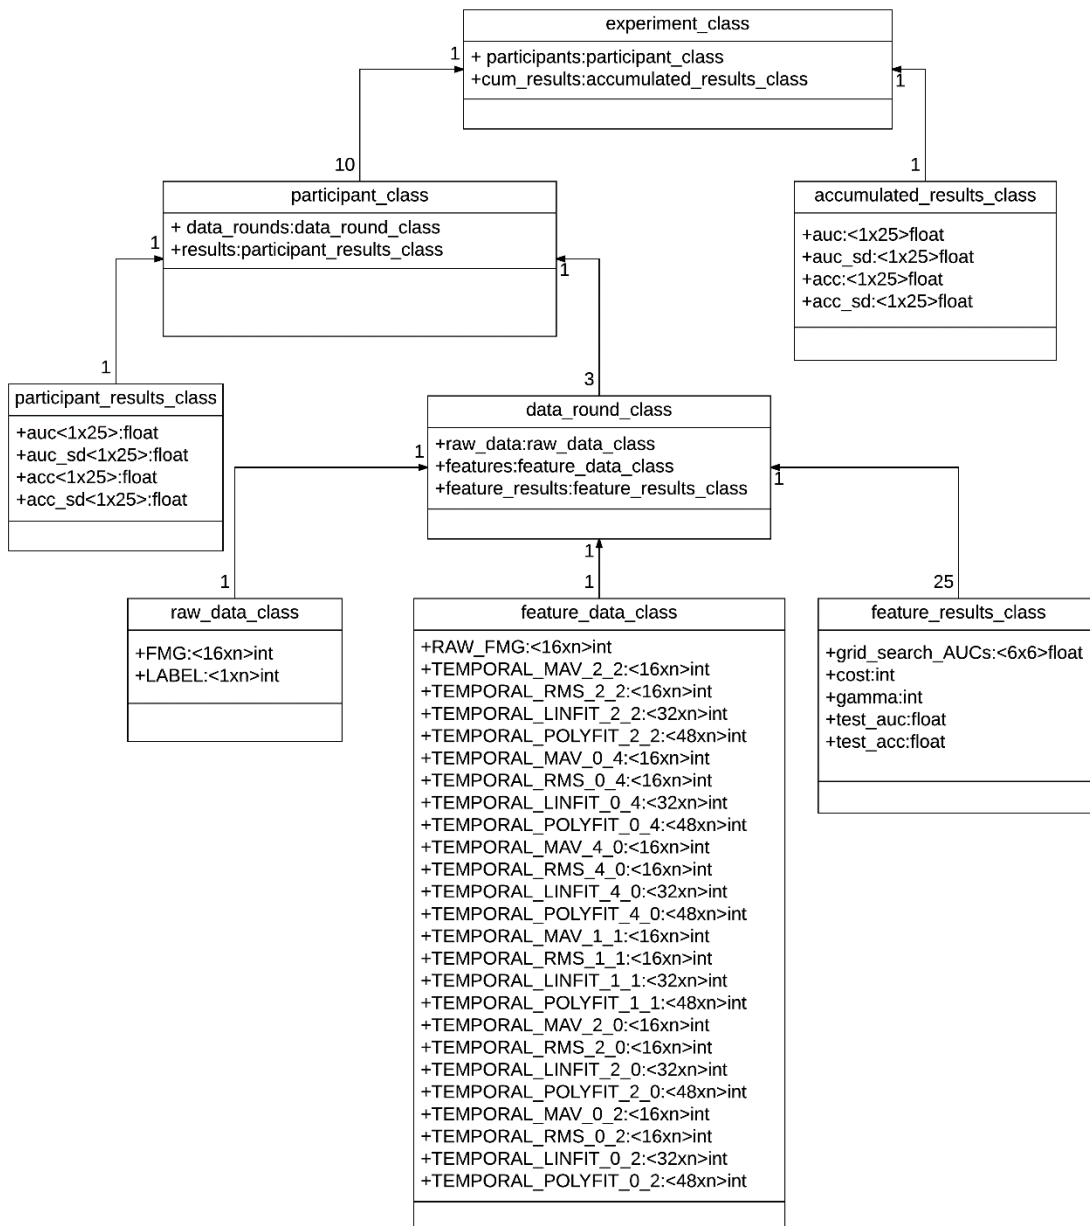 experiment_class
+ participants:participant_class
+cum_results:accumulated_results_class
1
1
10
1
participant_class
+ data_rounds:data_round_class
+results:participant_results_class
1
1
accumulated_results_class
+auc:<1x25>float
+auc_sd:<1x25>float
+acc:<1x25>float
+acc_sd:<1x25>float
1
3
participant_results_class
+auc<1x25>:float
+auc_sd<1x25>:float
+acc<1x25>:float
+acc_sd<1x25>:float
data_round_class
+raw_data:raw_data_class
+features:feature_data_class
+feature_results:feature_results_class
1
1
1
1
1
25
raw_data_class
+FMG:<16xn>int
+LABEL:<1xn>int
feature_data_class
+RAW_FMG:<16xn>int
+TEMPORAL_MAV_2_2:<16xn>int
+TEMPORAL_RMS_2_2:<16xn>int
+TEMPORAL_LINFIT_2_2:<32xn>int
+TEMPORAL_POLYFIT_2_2:<48xn>int
+TEMPORAL_MAV_0_4:<16xn>int
+TEMPORAL_RMS_0_4:<16xn>int
+TEMPORAL_LINFIT_0_4:<32xn>int
+TEMPORAL_POLYFIT_0_4:<48xn>int
+TEMPORAL_MAV_4_0:<16xn>int
+TEMPORAL_RMS_4_0:<16xn>int
+TEMPORAL_LINFIT_4_0:<32xn>int
+TEMPORAL_POLYFIT_4_0:<48xn>int
+TEMPORAL_MAV_1_1:<16xn>int
+TEMPORAL_RMS_1_1:<16xn>int
+TEMPORAL_LINFIT_1_1:<32xn>int
+TEMPORAL_POLYFIT_1_1:<48xn>int
+TEMPORAL_MAV_2_0:<16xn>int
+TEMPORAL_RMS_2_0:<16xn>int
+TEMPORAL_LINFIT_2_0:<32xn>int
+TEMPORAL_POLYFIT_2_0:<48xn>int
+TEMPORAL_MAV_0_2:<16xn>int
+TEMPORAL_RMS_0_2:<16xn>int
+TEMPORAL_LINFIT_0_2:<32xn>int
+TEMPORAL_POLYFIT_0_2:<48xn>int
feature_results_class
+grid_search_AUCs:<6x6>float
+cost:int
+gamma:int
+test_auc:float
+test_acc:float